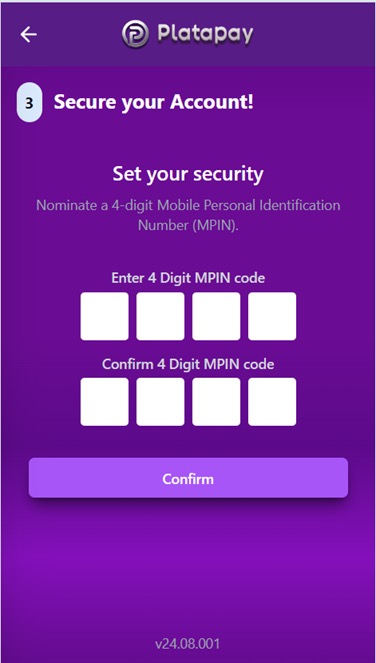 Platapay
3 Secure your Account!
Set your security
Nominate a 4-digit Mobile Personal Identification
Number (MPIN).
Enter 4 Digit MPIN code
Confirm 4 Digit MPIN code
Confirm
v24.08.001